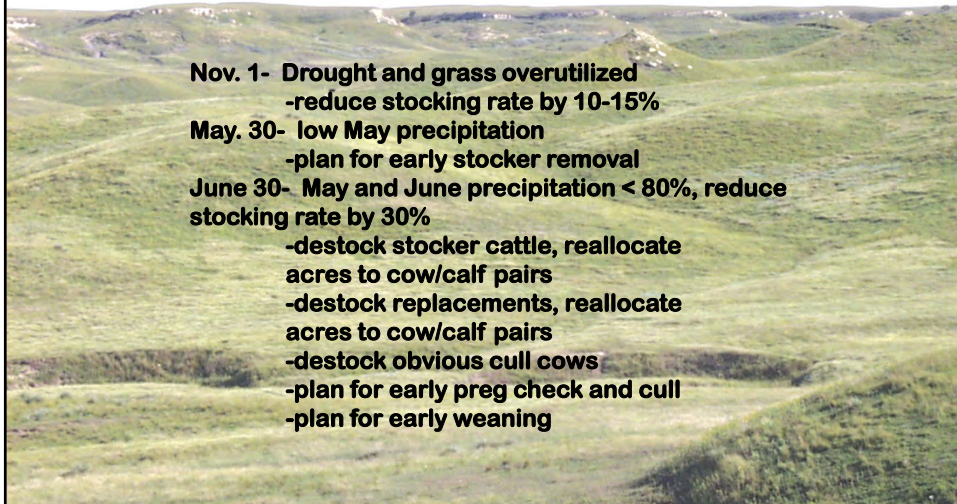 Nov. 1- Drought and grass overutilized
-reduce stocking rate by 10-15%
May. 30- low May precipitation
-plan for early stocker removal
June 30- May and June precipitation < 80%, reduce
stocking rate by 30%
-destock stocker cattle, reallocate
acres to cow/calf pairs
-destock replacements, reallocate
acres to cow/calf pairs
-destock obvious cull cows
-plan for early preg check and cull
-plan for early weaning